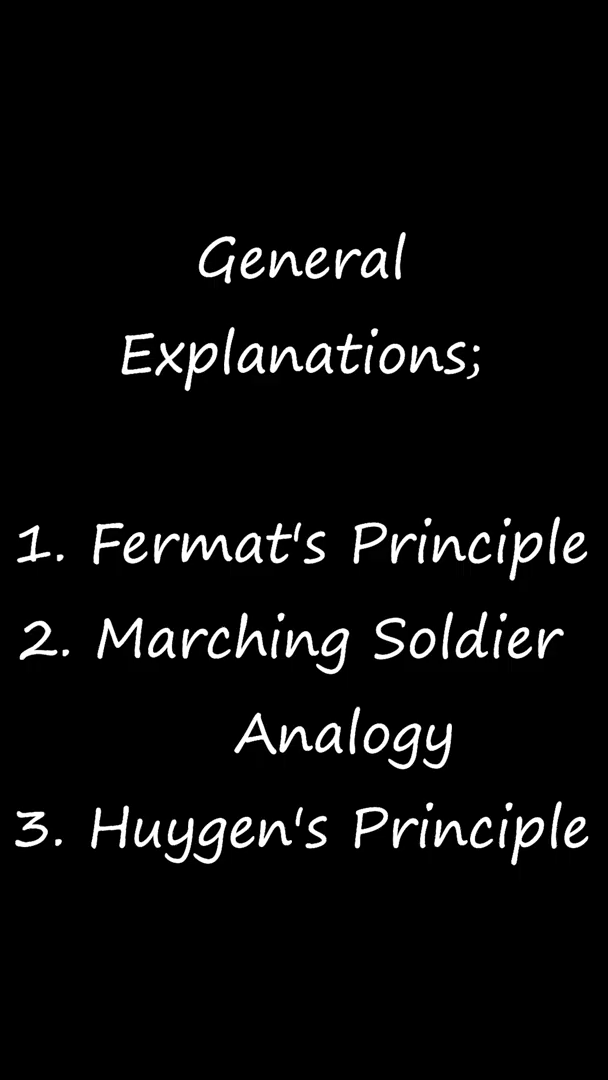 General
Explanations;
1. Fermat's Principle
2. Marching Soldier
Analogy
3. Huygen's Principle